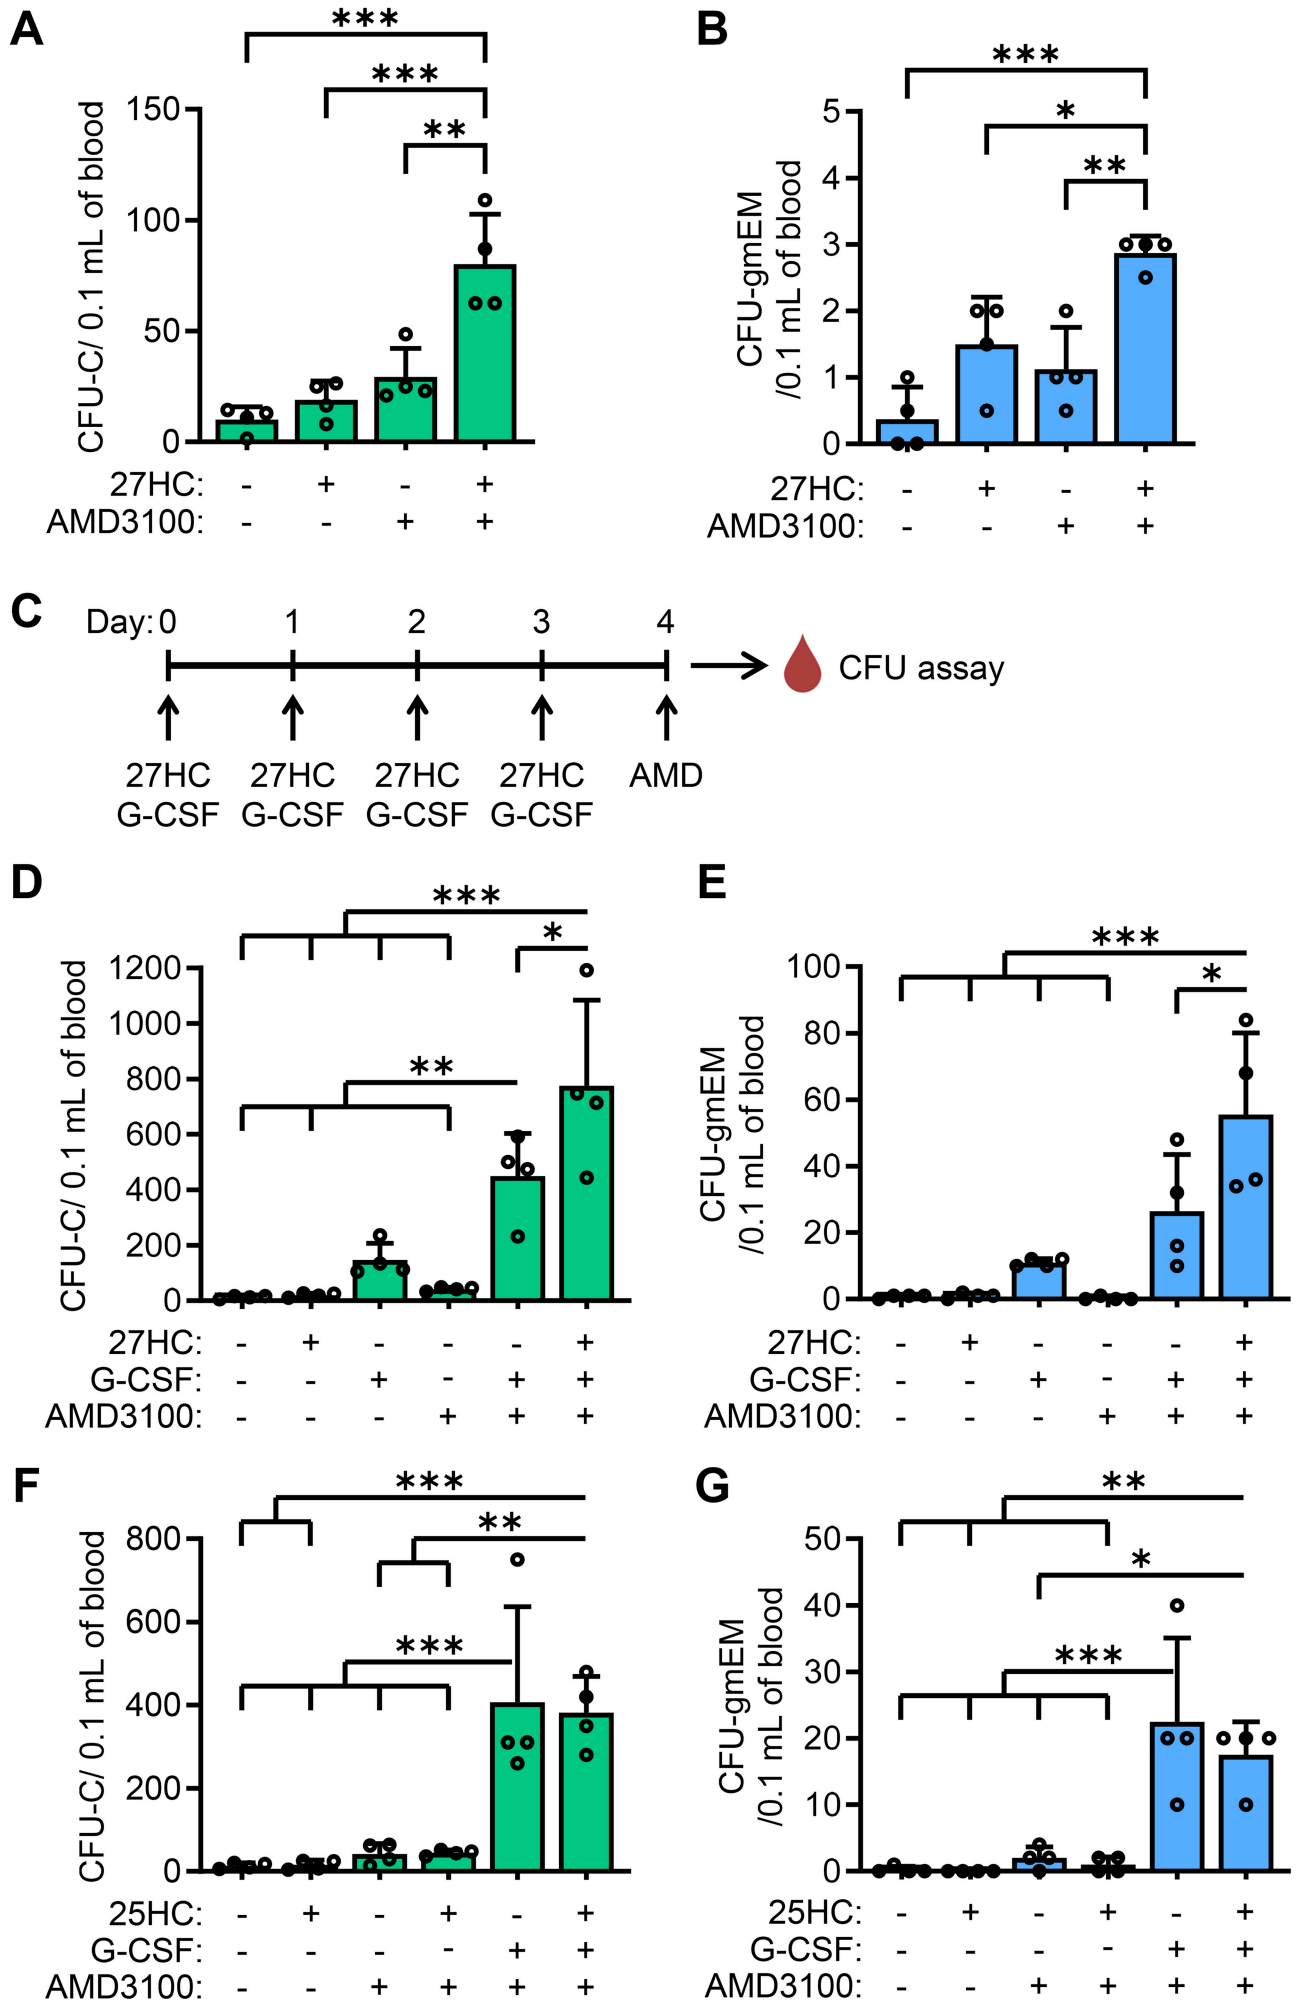 A
***
***
**
CFU-C/ 0.1 mL of blood
150
100
50
0
27HC: - + - +
AMD3100: - - + +
B
***
*
**
CFU-gmEM
/0.1 mL of blood
5
4
3
2
1
0
27HC: - + - +
AMD3100: - - + +
C
Day: 0 1 2 3 4
CFU assay
27HC 27HC 27HC 27HC AMD
G-CSF G-CSF G-CSF G-CSF
D
***
*
**
CFU-C/ 0.1 mL of blood
1200
1000
800
600
400
200
0
27HC: - + - - - +
G-CSF: - - + - + +
AMD3100: - - - + + +
E
***
*
CFU-gmEM
/0.1 mL of blood
100
80
60
40
20
0
27HC: - + - - - +
G-CSF: - - + - + +
AMD3100: - - - + + +
F
***
**
***
CFU-C/ 0.1 mL of blood
800
600
400
200
0
25HC: - + - + - +
G-CSF: - - - - + +
AMD3100: - - + + + +
G
**
*
***
CFU-gmEM
/0.1 mL of blood
50
40
30
20
10
0
25HC: - + - + - +
G-CSF: - - - - + +
AMD3100: - - + + + +